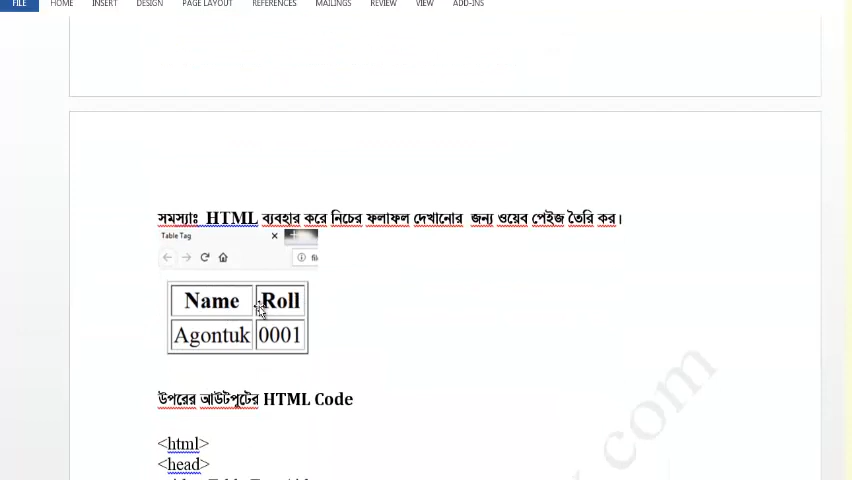 FILE HOME INSERT DESIGN PAGE LAYOUT REFERENCES MAILINGS REVIEW VIEW ADD-INS
সমস্যাঃ HTML ব্যবহার করে নিচের ফলাফল দেখানোর জন্য ওয়েব পেইজ তৈরি কর।
Table Tag
Name Roll
Agontuk 0001
উপরের আউটপুটের HTML Code
<html>
<head>